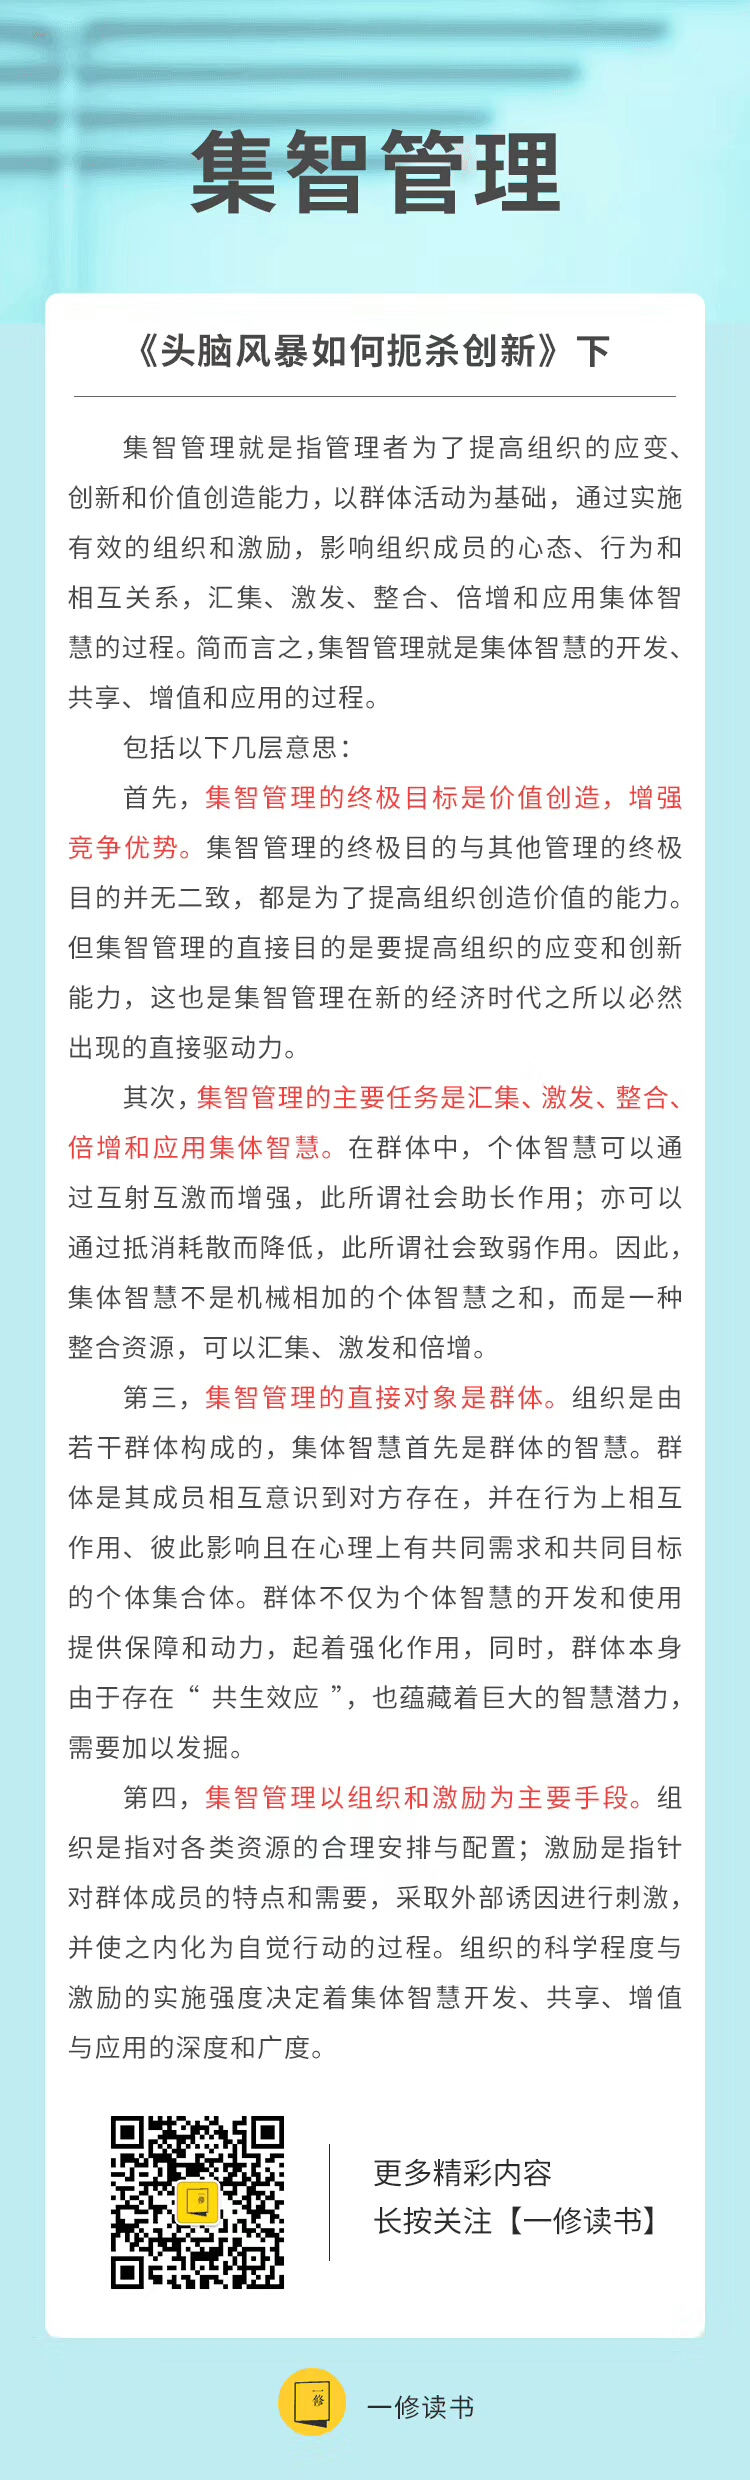 集智管理
《头脑风暴如何扼杀创新》下
集智管理就是指管理者为了提高组织的应变、
创新和价值创造能力，以群体活动为基础，通过实施
有效的组织和激励，影响组织成员的心态、行为和
相互关系，汇集、激发、整合、倍增和应用集体智
慧的过程。简而言之，集智管理就是集体智慧的开发、
共享、增值和应用的过程。
包括以下几层意思：
首先，集智管理的终极目标是价值创造，增强
竞争优势。集智管理的终极目的与其他管理的终极
目的并无二致，都是为了提高组织创造价值的能力。
但集智管理的直接目的是要提高组织的应变和创新
能力，这也是集智管理在新的经济时代之所以必然
出现的直接驱动力。
其次，集智管理的主要任务是汇集、激发、整合、
倍增和应用集体智慧。在群体中，个体智慧可以通
过互射互激而增强，此所谓社会助长作用；亦可以
通过抵消耗散而降低，此所谓社会致弱作用。因此，
集体智慧不是机械相加的个体智慧之和，而是一种
整合资源，可以汇集、激发和倍增。
第三，集智管理的直接对象是群体。组织是由
若干群体构成的，集体智慧首先是群体的智慧。群
体是其成员相互意识到对方存在，并在行为上相互
作用、彼此影响且在心理上有共同需求和共同目标
的个体集合体。群体不仅为个体智慧的开发和使用
提供保障和动力，起着强化作用，同时，群体本身
由于存在“共生效应”，也蕴藏着巨大的智慧潜力，
需要加以发掘。
第四，集智管理以组织和激励为主要手段。组
织是指对各类资源的合理安排与配置；激励是指针
对群体成员的特点和需要，采取外部诱因进行刺激，
并使之内化为自觉行动的过程。组织的科学程度与
激励的实施强度决定着集体智慧开发、共享、增值
与应用的深度和广度。
更多精彩内容
长按关注【一修读书】
一修
一修读书